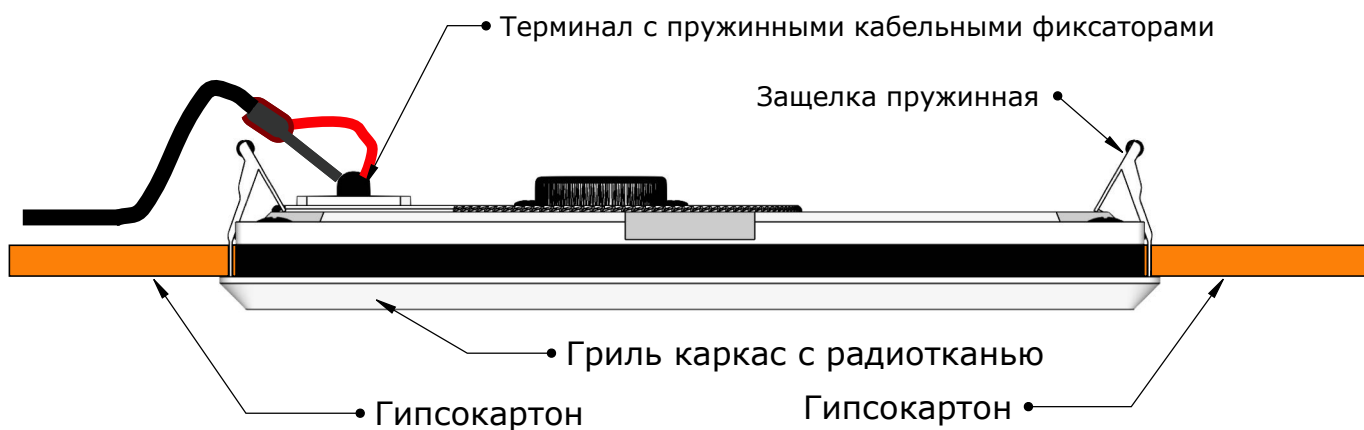 Терминал с пружинными кабельными фиксаторами
Защелка пружинная
Гриль каркас с радиотканью
Гипсокартон
Гипсокартон